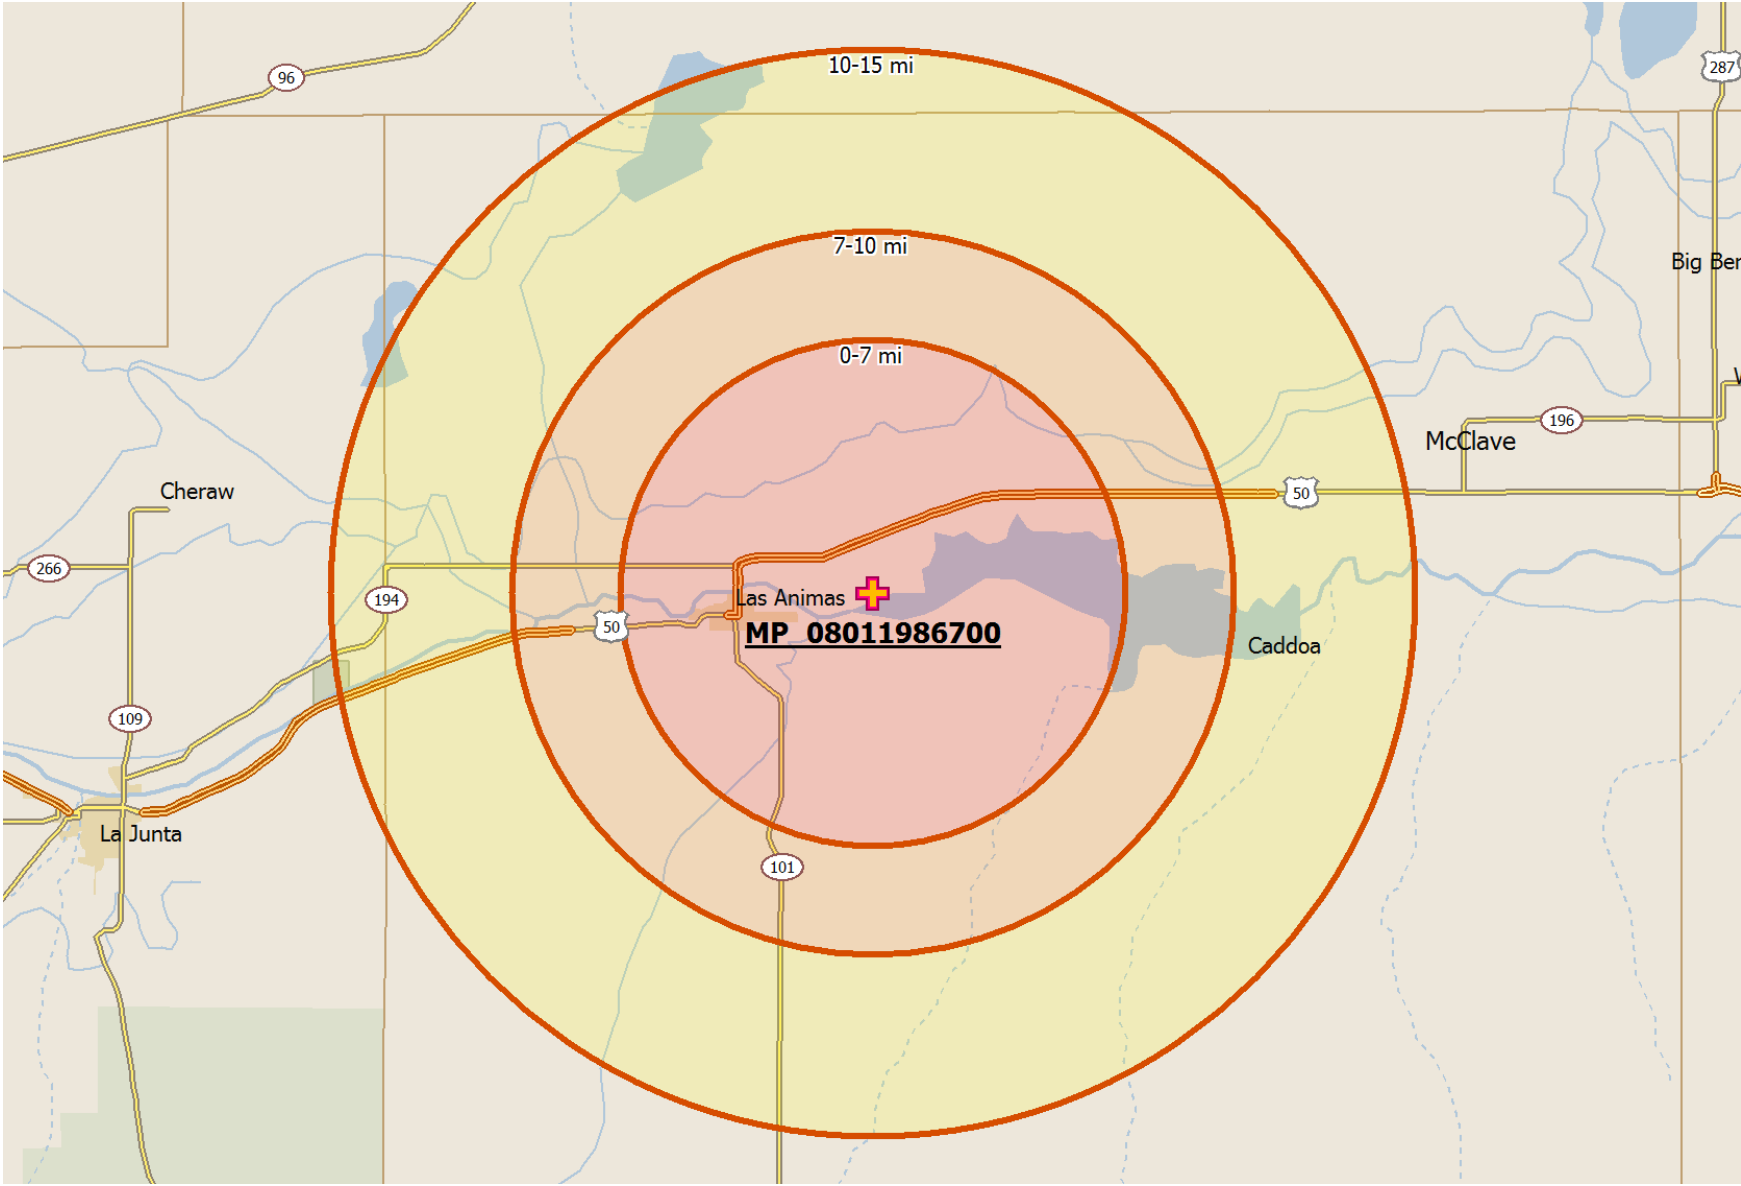 10-15 mi
96
287
7-10 mi
Big Ber
0-7 mi
W
196
McClave
Cheraw
50
266
194
Las Animas
50
MP 08011986700
Caddoa
109
La Junta
101